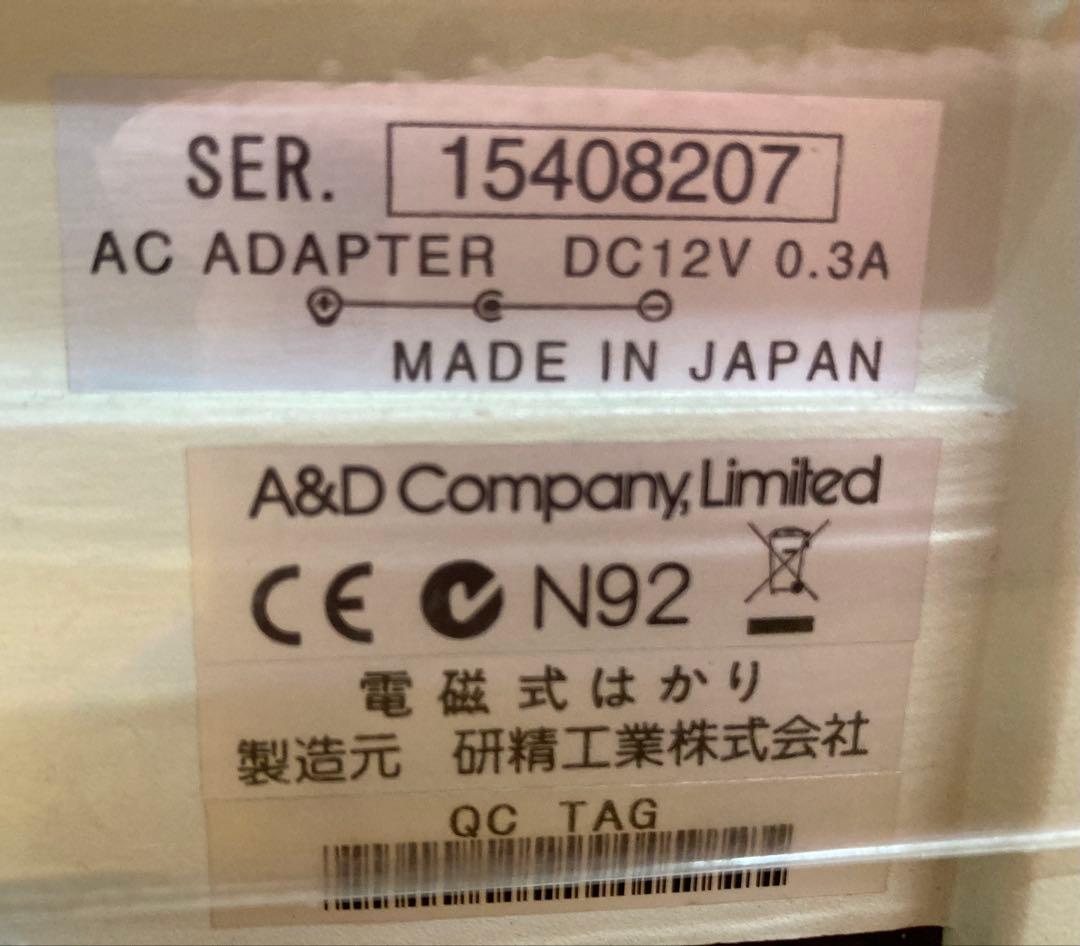 SER. 15408207
AC ADAPTER DC12V 0.3A
MADE IN JAPAN
A&D Company, Limited
CE N92
電磁式はかり
製造元 研精工業株式会社
QC TAG